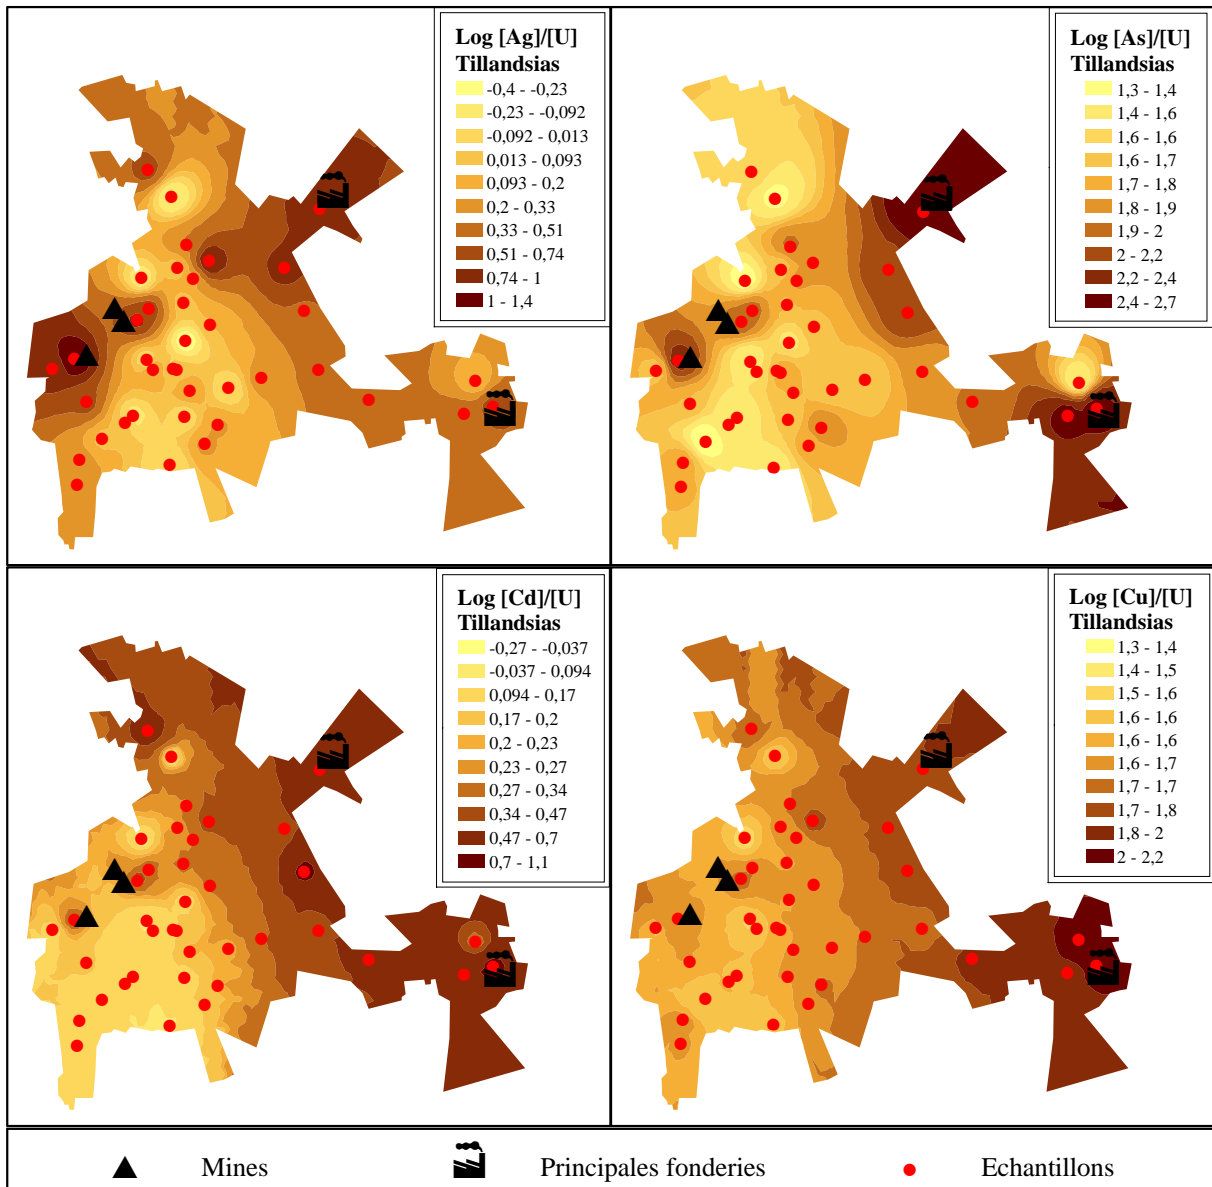 Log [Ag]/[U]
Tillandsias
-0,4 - -0,23
-0,23 - -0,092
-0,092 - 0,013
0,013 - 0,093
0,093 - 0,2
0,2 - 0,33
0,33 - 0,51
0,51 - 0,74
0,74 - 1
1 - 1,4
Log [As]/[U]
Tillandsias
1,3 - 1,4
1,4 - 1,6
1,6 - 1,6
1,6 - 1,7
1,7 - 1,8
1,8 - 1,9
1,9 - 2
2 - 2,2
2,2 - 2,4
2,4 - 2,7
Log [Cd]/[U]
Tillandsias
-0,27 - -0,037
-0,037 - 0,094
0,094 - 0,17
0,17 - 0,2
0,2 - 0,23
0,23 - 0,27
0,27 - 0,34
0,34 - 0,47
0,47 - 0,7
0,7 - 1,1
Log [Cu]/[U]
Tillandsias
1,3 - 1,4
1,4 - 1,5
1,5 - 1,6
1,6 - 1,6
1,6 - 1,6
1,6 - 1,7
1,7 - 1,7
1,7 - 1,8
1,8 - 2
2 - 2,2
Mines
Principales fonderies
Echantillons